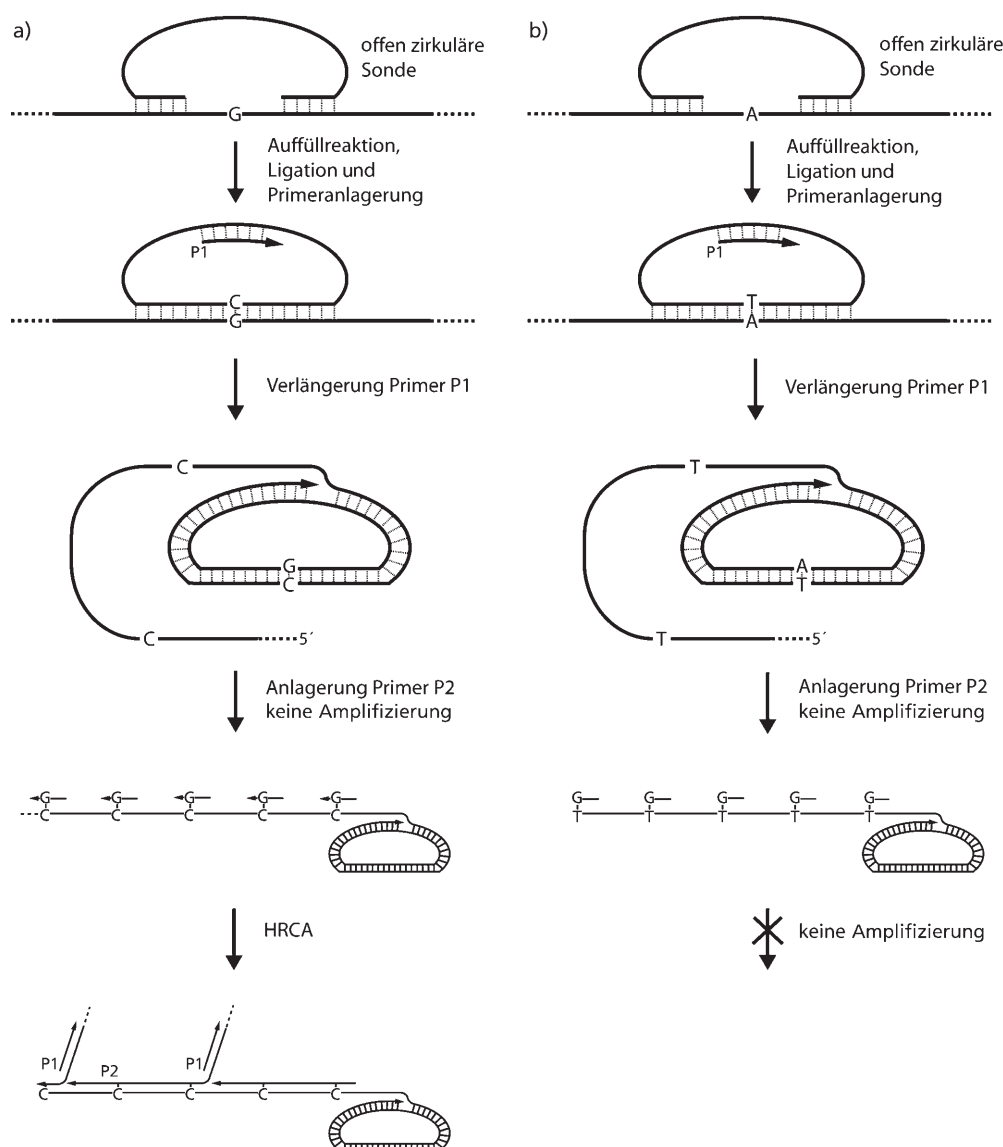 a)
offen zirkuläre
Sonde
G
Auffüllreaktion,
Ligation und
Primeranlagerung
P1
C
G
Verlängerung Primer P1
C
G
C
C
5´
Anlagerung Primer P2
keine Amplifizierung
G G G G G
C C C C C
HRCA
P1 P1
P2
C C C C C
b)
offen zirkuläre
Sonde
A
Auffüllreaktion,
Ligation und
Primeranlagerung
P1
T
A
Verlängerung Primer P1
T
A
T
T
5´
Anlagerung Primer P2
keine Amplifizierung
G G G G G
T T T T T
keine Amplifizierung